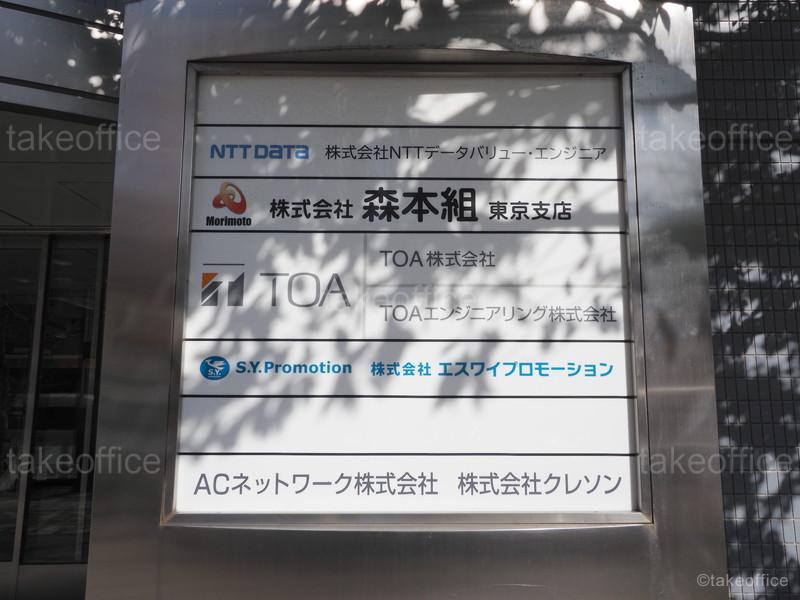 NTT DATA 株式会社NTTデータバリュー・エンジニア
Morimoto 株式会社 森本組 東京支店
TOA TOA株式会社
TOAエンジニアリング株式会社
S.Y. S.Y.Promotion 株式会社 エスワイプロモーション
ACネットワーク株式会社 株式会社クレソン
takeoffice
takeoffice
takeoffice
takeoffice
takeoffice
©takeoffice